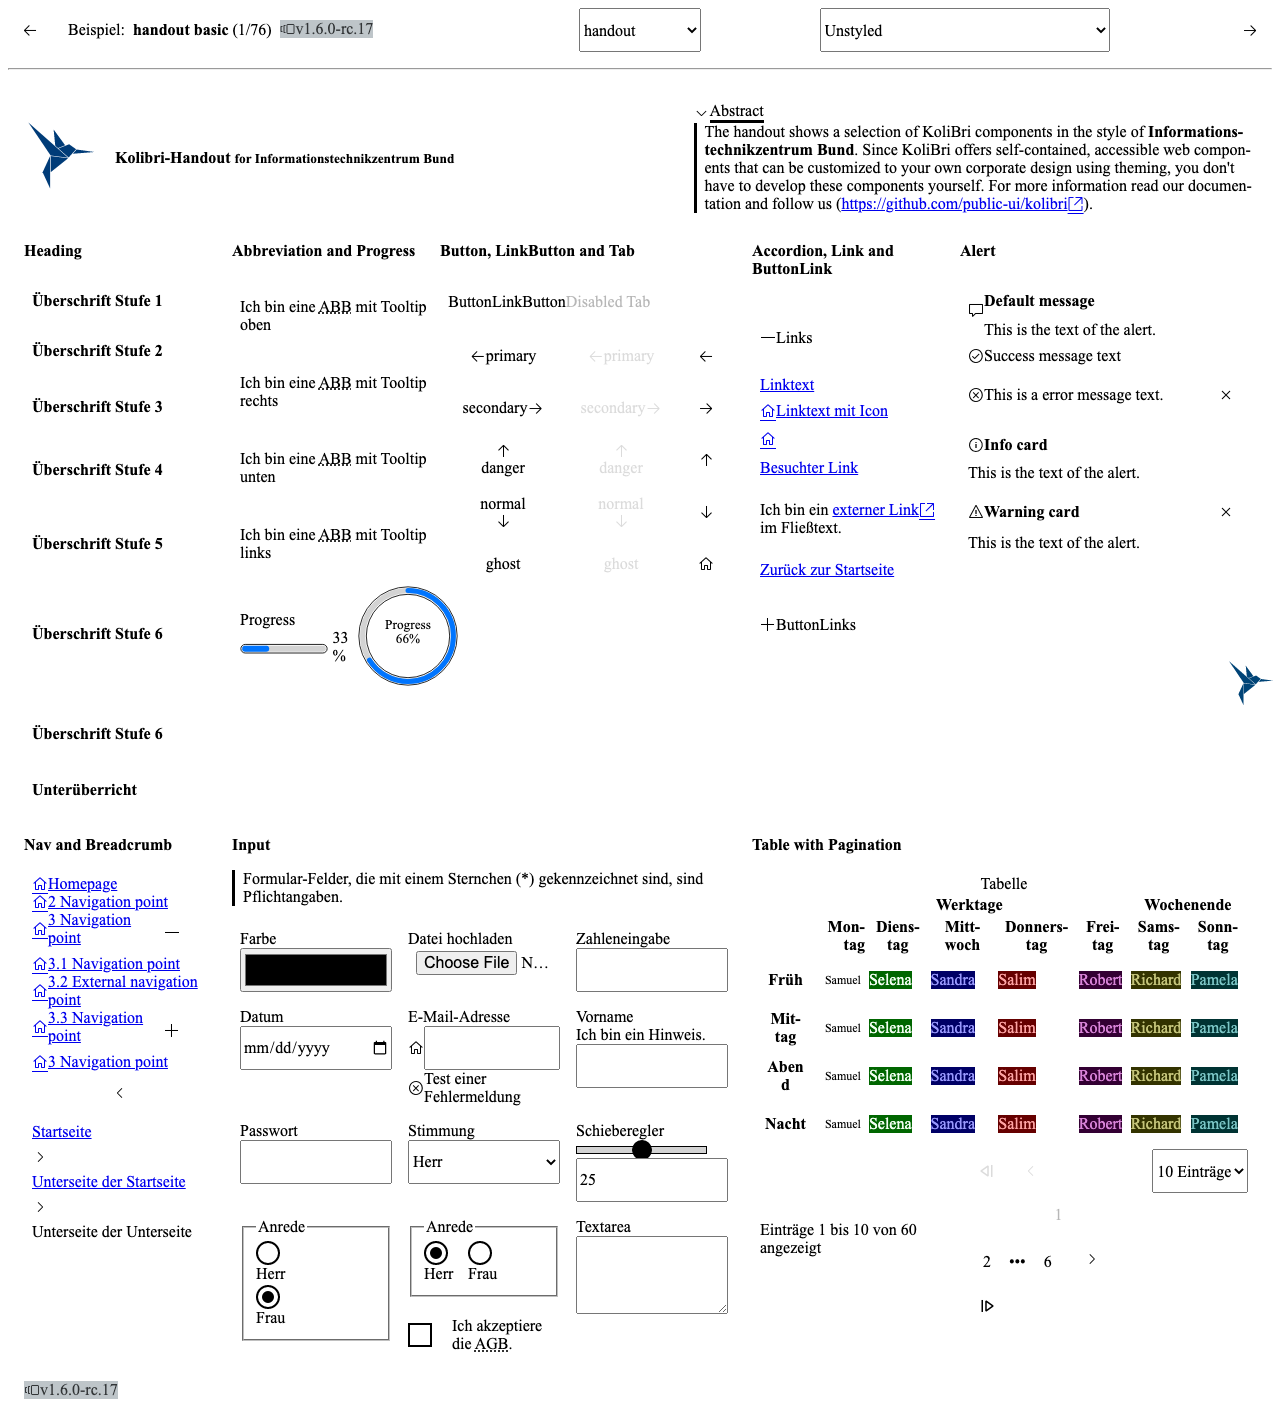 Beispiel: handout basic (1/76) v1.6.0-rc.17 handout Unstyled
Kolibri-Handout for Informationstechnikzentrum Bund
Abstract
The handout shows a selection of KoliBri components in the style of Informations-
technikzentrum Bund. Since KoliBri offers self-contained, accessible web compon-
ents that can be customized to your own corporate design using theming, you don't
have to develop these components yourself. For more information read our documen-
tation and follow us (https://github.com/public-ui/kolibri).
Heading
Überschrift Stufe 1
Überschrift Stufe 2
Überschrift Stufe 3
Überschrift Stufe 4
Überschrift Stufe 5
Überschrift Stufe 6
Überschrift Stufe 6
Unterüberricht
Abbreviation and Progress
Ich bin eine ABB mit Tooltip
oben
Ich bin eine ABB mit Tooltip
rechts
Ich bin eine ABB mit Tooltip
unten
Ich bin eine ABB mit Tooltip
links
Progress
33
%
Progress
66%
Button, LinkButton and Tab
ButtonLinkButtonDisabled Tab
primary primary
secondary secondary
danger danger
normal normal
ghost ghost
Accordion, Link and
ButtonLink
Links
Linktext
Linktext mit Icon
Besuchter Link
Ich bin ein externer Link
im Fließtext.
Zurück zur Startseite
ButtonLinks
Alert
Default message
This is the text of the alert.
Success message text
This is a error message text.
Info card
This is the text of the alert.
Warning card
This is the text of the alert.
Nav and Breadcrumb
Homepage
2 Navigation point
3 Navigation
point
3.1 Navigation point
3.2 External navigation
point
3.3 Navigation
point
3 Navigation point
Startseite
Unterseite der Startseite
Unterseite der Unterseite
Input
Formular-Felder, die mit einem Sternchen (*) gekennzeichnet sind, sind
Pflichtangaben.
Farbe
Datei hochladen
Choose File N…
Zahleneingabe
Datum
mm/dd/yyyy
E-Mail-Adresse
Test einer
Fehlermeldung
Vorname
Ich bin ein Hinweis.
Passwort
Stimmung
Herr
Schieberegler
25
Anrede
Herr
Frau
Anrede
Herr Frau
Ich akzeptiere
die AGB.
Textarea
Table with Pagination
Tabelle
Werktage Wochenende
Mon- Diens- Mitt- Donners- Frei- Sams- Sonn-
tag tag woch tag tag tag tag
Früh Samuel Selena Sandra Salim Robert Richard Pamela
Mit-
tag Samuel Selena Sandra Salim Robert Richard Pamela
Aben
d Samuel Selena Sandra Salim Robert Richard Pamela
Nacht Samuel Selena Sandra Salim Robert Richard Pamela
10 Einträge
Einträge 1 bis 10 von 60
angezeigt
1
2 ••• 6
v1.6.0-rc.17